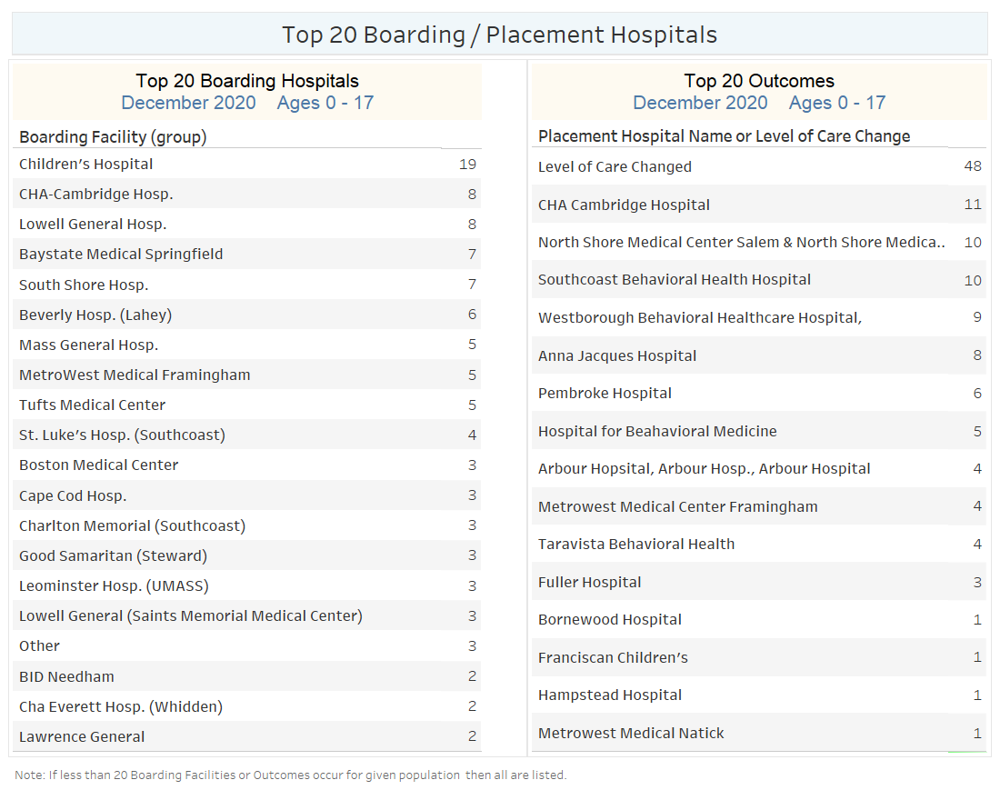 Top 20 Boarding / Placement Hospitals
Top 20 Boarding Hospitals
December 2020 Ages 0 - 17
Boarding Facility (group)
Children's Hospital 19
CHA-Cambridge Hosp. 8
Lowell General Hosp. 8
Baystate Medical Springfield 7
South Shore Hosp. 7
Beverly Hosp. (Lahey) 6
Mass General Hosp. 5
MetroWest Medical Framingham 5
Tufts Medical Center 5
St. Luke's Hosp. (Southcoast) 4
Boston Medical Center 3
Cape Cod Hosp. 3
Charlton Memorial (Southcoast) 3
Good Samaritan (Steward) 3
Leominster Hosp. (UMASS) 3
Lowell General (Saints Memorial Medical Center) 3
Other 3
BID Needham 2
Cha Everett Hosp. (Whidden) 2
Lawrence General 2
Top 20 Outcomes
December 2020 Ages 0 - 17
Placement Hospital Name or Level of Care Change
Level of Care Changed 48
CHA Cambridge Hospital 11
North Shore Medical Center Salem & North Shore Medica.. 10
Southcoast Behavioral Health Hospital 10
Westborough Behavioral Healthcare Hospital, 9
Anna Jacques Hospital 8
Pembroke Hospital 6
Hospital for Beahavioral Medicine 5
Arbour Hopsital, Arbour Hosp., Arbour Hospital 4
Metrowest Medical Center Framingham 4
Taravista Behavioral Health 4
Fuller Hospital 3
Bornewood Hospital 1
Franciscan Children's 1
Hampstead Hospital 1
Metrowest Medical Natick 1
Note: If less than 20 Boarding Facilities or Outcomes occur for given population then all are listed.